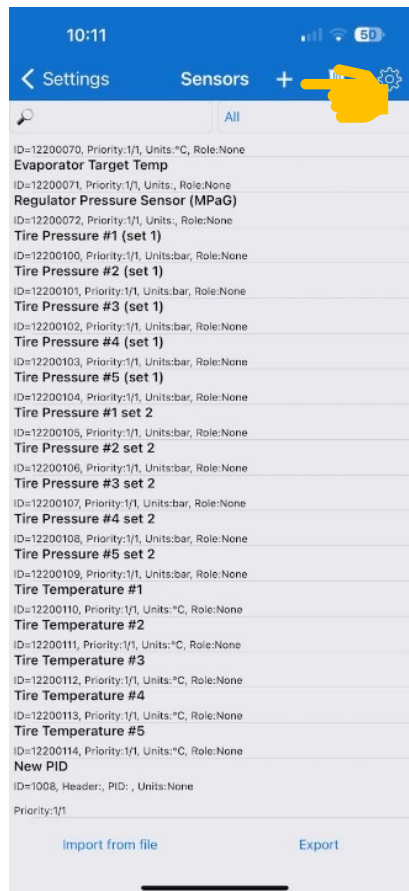 10:11
50
Settings
Sensors
All
ID=12200070, Priority:1/1, Units:°C, Role:None
Evaporator Target Temp
ID=12200071, Priority:1/1, Units:, Role:None
Regulator Pressure Sensor (MPaG)
ID=12200072, Priority:1/1, Units:, Role:None
Tire Pressure #1 (set 1)
ID=12200100, Priority:1/1, Units:bar, Role:None
Tire Pressure #2 (set 1)
ID=12200101, Priority:1/1, Units:bar, Role:None
Tire Pressure #3 (set 1)
ID=12200102, Priority:1/1, Units:bar, Role:None
Tire Pressure #4 (set 1)
ID=12200103, Priority:1/1, Units:bar, Role:None
Tire Pressure #5 (set 1)
ID=12200104, Priority:1/1, Units:bar, Role:None
Tire Pressure #1 set 2
ID=12200105, Priority:1/1, Units:bar, Role:None
Tire Pressure #2 set 2
ID=12200106, Priority:1/1, Units:bar, Role:None
Tire Pressure #3 set 2
ID=12200107, Priority:1/1, Units:bar, Role:None
Tire Pressure #4 set 2
ID=12200108, Priority:1/1, Units:bar, Role:None
Tire Pressure #5 set 2
ID=12200109, Priority:1/1, Units:bar, Role:None
Tire Temperature #1
ID=12200110, Priority:1/1, Units:°C, Role:None
Tire Temperature #2
ID=12200111, Priority:1/1, Units:°C, Role:None
Tire Temperature #3
ID=12200112, Priority:1/1, Units:°C, Role:None
Tire Temperature #4
ID=12200113, Priority:1/1, Units:°C, Role:None
Tire Temperature #5
ID=12200114, Priority:1/1, Units:°C, Role:None
New PID
ID=1008, Header:, PID: , Units:None
Priority:1/1
Import from file
Export